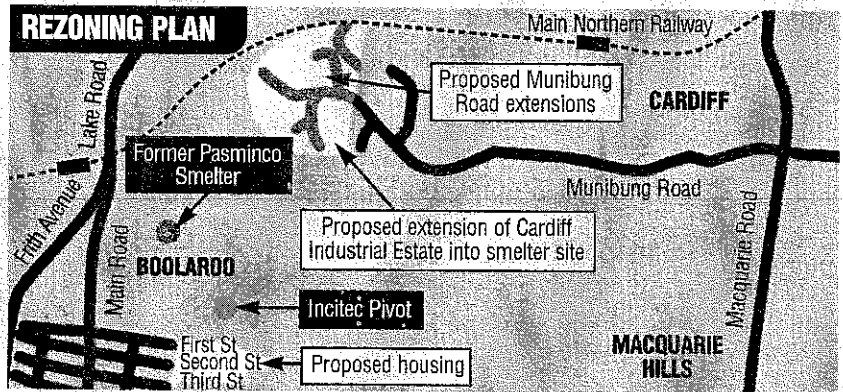 REZONING PLAN
Main Northern Railway
Lake Road
Proposed Munibung
Road extensions
CARDIFF
Former Pasminco
Smelter
Munibung Road
Frith Avenue
Main Road
Proposed extension of Cardiff
Industrial Estate into smelter site
Macquarie Road
BOOLAROO
Incitec Pivot
First St
Second St
Third St
Proposed housing
MACQUARIE
HILLS